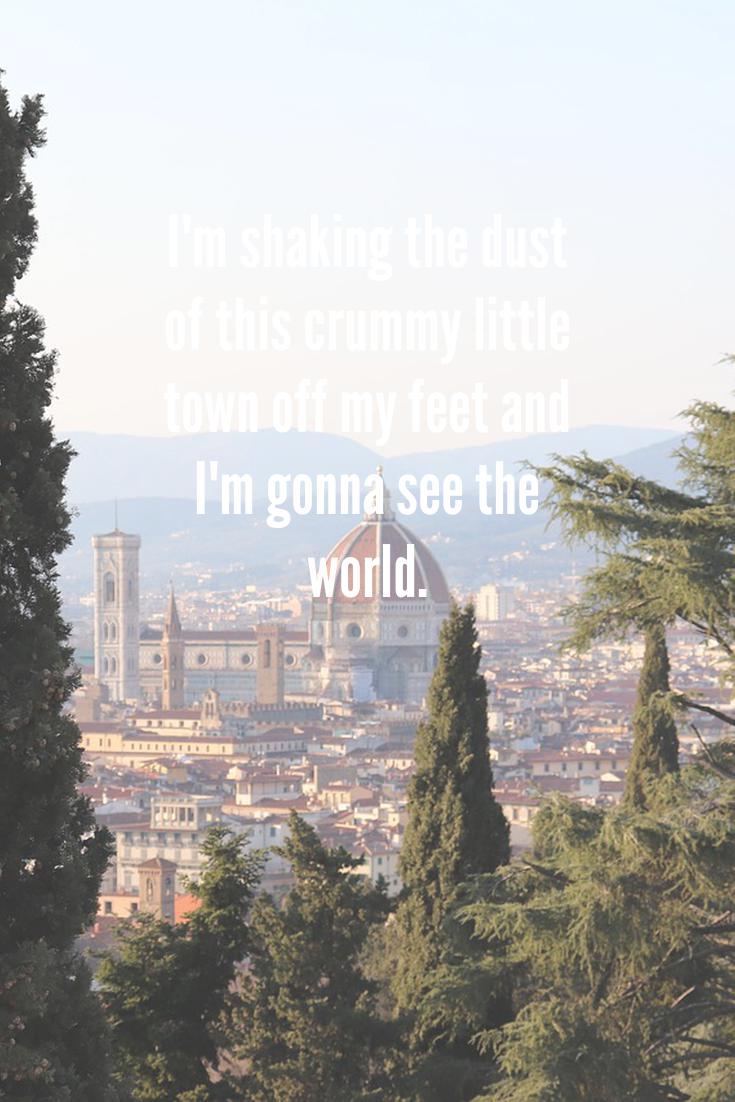 I'm shaking the dust
of this crummy little
town off my feet and
I'm gonna see the
world.